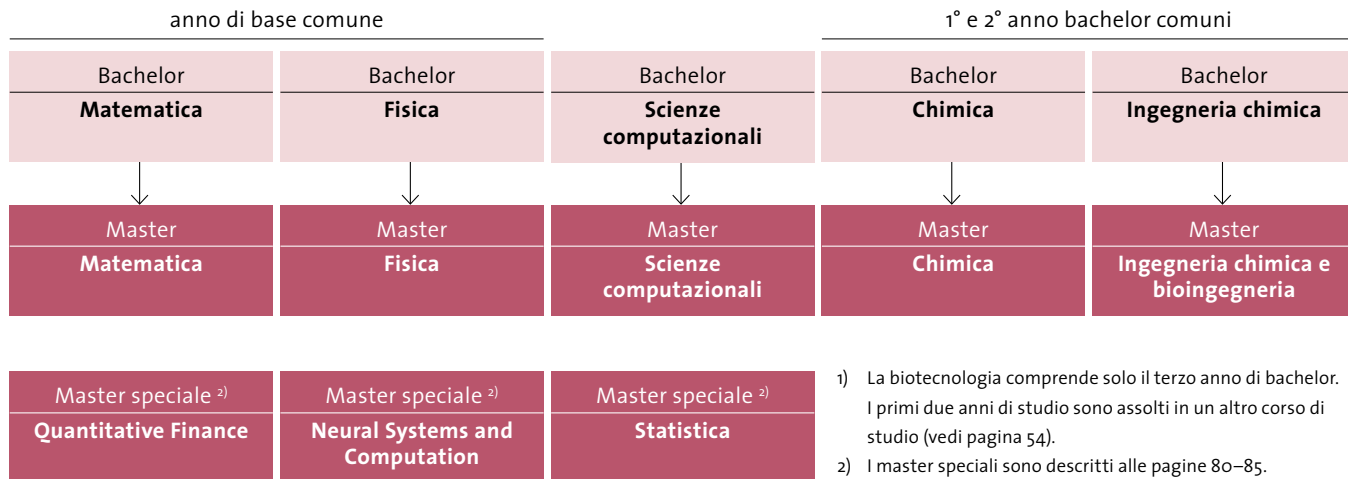 anno di base comune
1° e 2° anno bachelor comuni
Bachelor
Matematica
Bachelor
Fisica
Bachelor
Scienze
computazionali
Bachelor
Chimica
Bachelor
Ingegneria chimica
Master
Matematica
Master
Fisica
Master
Scienze
computazionali
Master
Chimica
Master
Ingegneria chimica e
bioingegneria
Master speciale 2)
Quantitative Finance
Master speciale 2)
Neural Systems and
Computation
Master speciale 2)
Statistica
1) La biotecnologia comprende solo il terzo anno di bachelor.
I primi due anni di studio sono assolti in un altro corso di
studio (vedi pagina 54).
2) I master speciali sono descritti alle pagine 80–85.